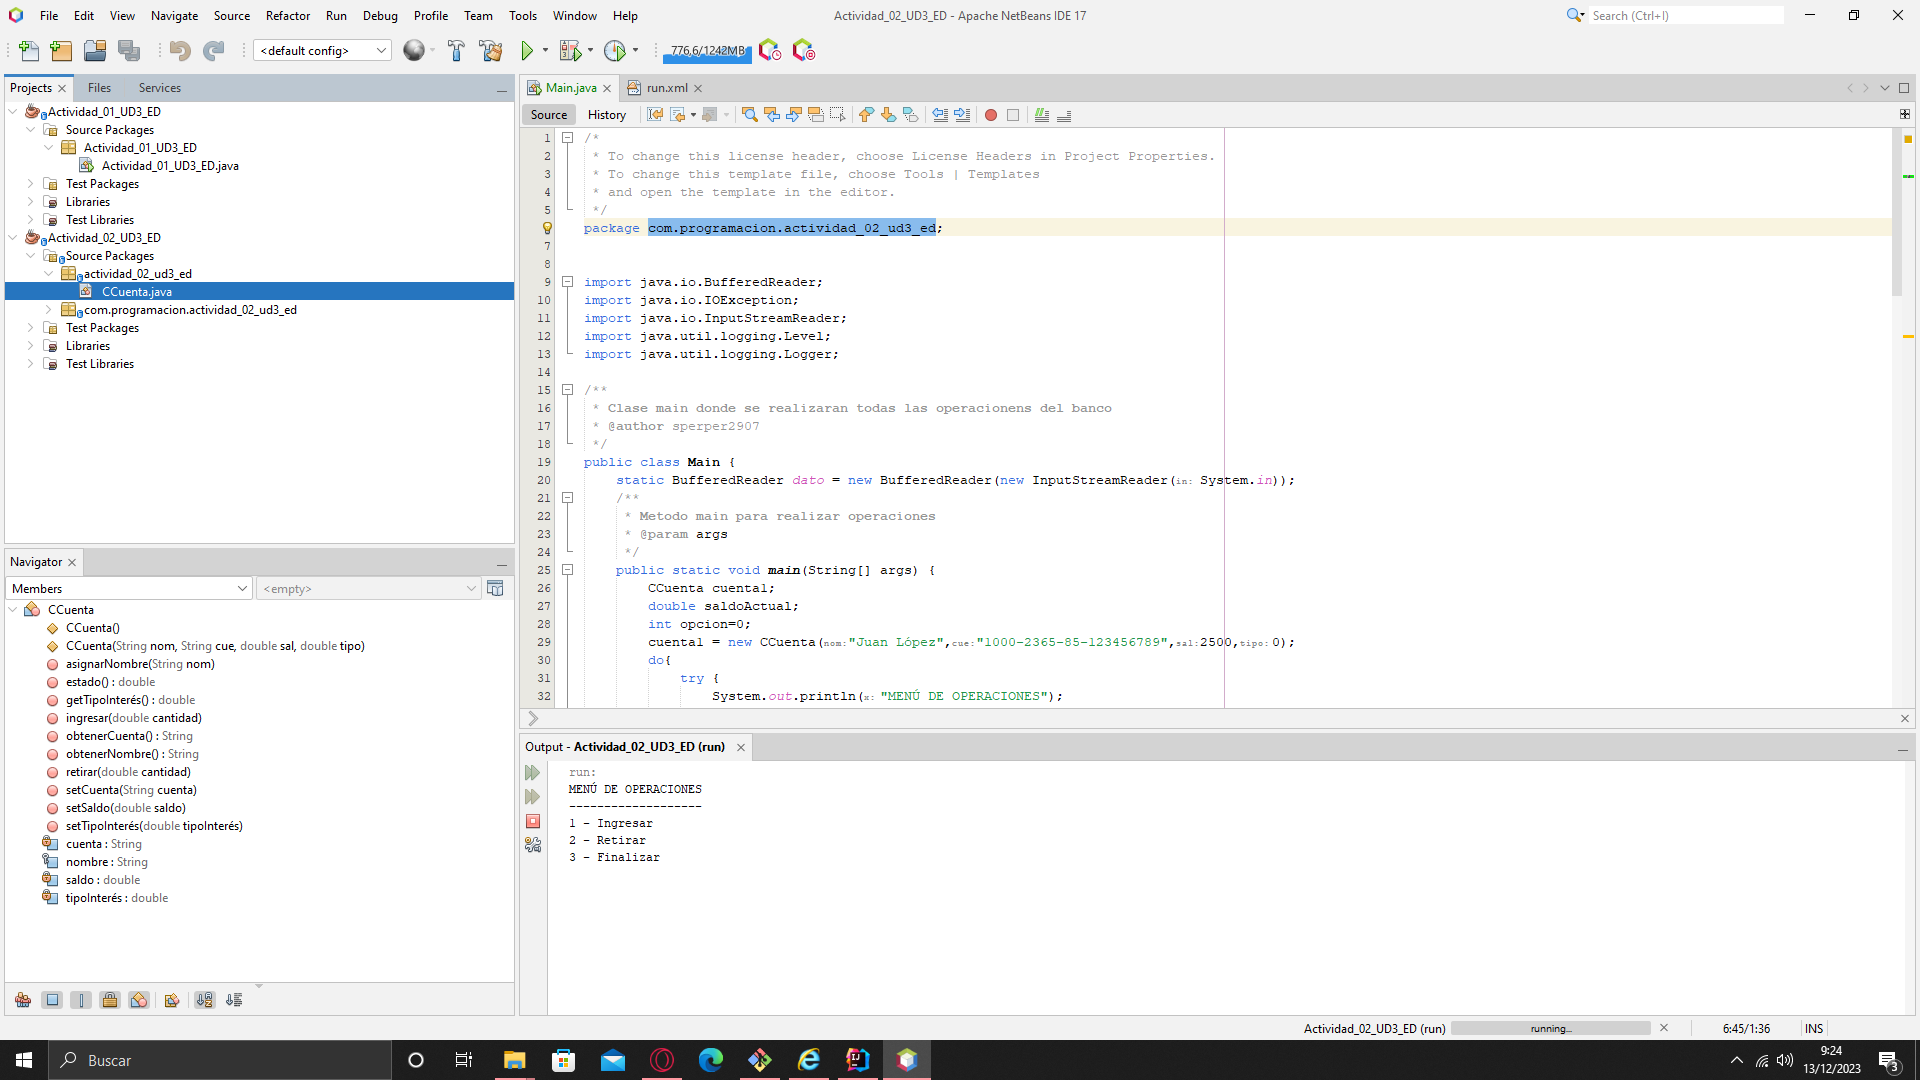 File Edit View Navigate Source Refactor Run Debug Profile Team Tools Window Help
Actividad_02_UD3_ED - Apache NetBeans IDE 17
Search (Ctrl+I)
<default config>
776,6/1242MB
Projects Files Services
Actividad_01_UD3_ED
Source Packages
Actividad_01_UD3_ED
Actividad_01_UD3_ED.java
Test Packages
Libraries
Test Libraries
Actividad_02_UD3_ED
Source Packages
actividad_02_ud3_ed
CCuenta.java
com.programacion.actividad_02_ud3_ed
Test Packages
Libraries
Test Libraries
Navigator
Members
<empty>
CCuenta
CCuenta()
CCuenta(String nom, String cue, double sal, double tipo)
asignarNombre(String nom)
estado() : double
getTipoInterés() : double
ingresar(double cantidad)
obtenerCuenta() : String
obtenerNombre() : String
retirar(double cantidad)
setCuenta(String cuenta)
setSaldo(double saldo)
setTipoInterés(double tipoInterés)
cuenta : String
nombre : String
saldo : double
tipoInterés : double
Main.java run.xml
Source History
1 /*
2 * To change this license header, choose License Headers in Project Properties.
3 * To change this template file, choose Tools | Templates
4 * and open the template in the editor.
5 */
package com.programacion.actividad_02_ud3_ed;
7
8
9 import java.io.BufferedReader;
10 import java.io.IOException;
11 import java.io.InputStreamReader;
12 import java.util.logging.Level;
13 import java.util.logging.Logger;
14
15 /**
16 * Clase main donde se realizaran todas las operacionens del banco
17 * @author sperper2907
18 */
19 public class Main {
20 static BufferedReader dato = new BufferedReader(new InputStreamReader(in: System.in));
21 /**
22 * Metodo main para realizar operaciones
23 * @param args
24 */
25 public static void main(String[] args) {
26 CCuenta cuenta1;
27 double saldoActual;
28 int opcion=0;
29 cuenta1 = new CCuenta(nom:"Juan López",cue:"1000-2365-85-123456789",sal:2500,tipo:0);
30 do{
31 try {
32 System.out.println(x: "MENÚ DE OPERACIONES");
Output - Actividad_02_UD3_ED (run)
run:
MENÚ DE OPERACIONES
-------------------
1 - Ingresar
2 - Retirar
3 - Finalizar
Actividad_02_UD3_ED (run) running... 6:45/1:36 INS
Buscar
9:24
13/12/2023
3